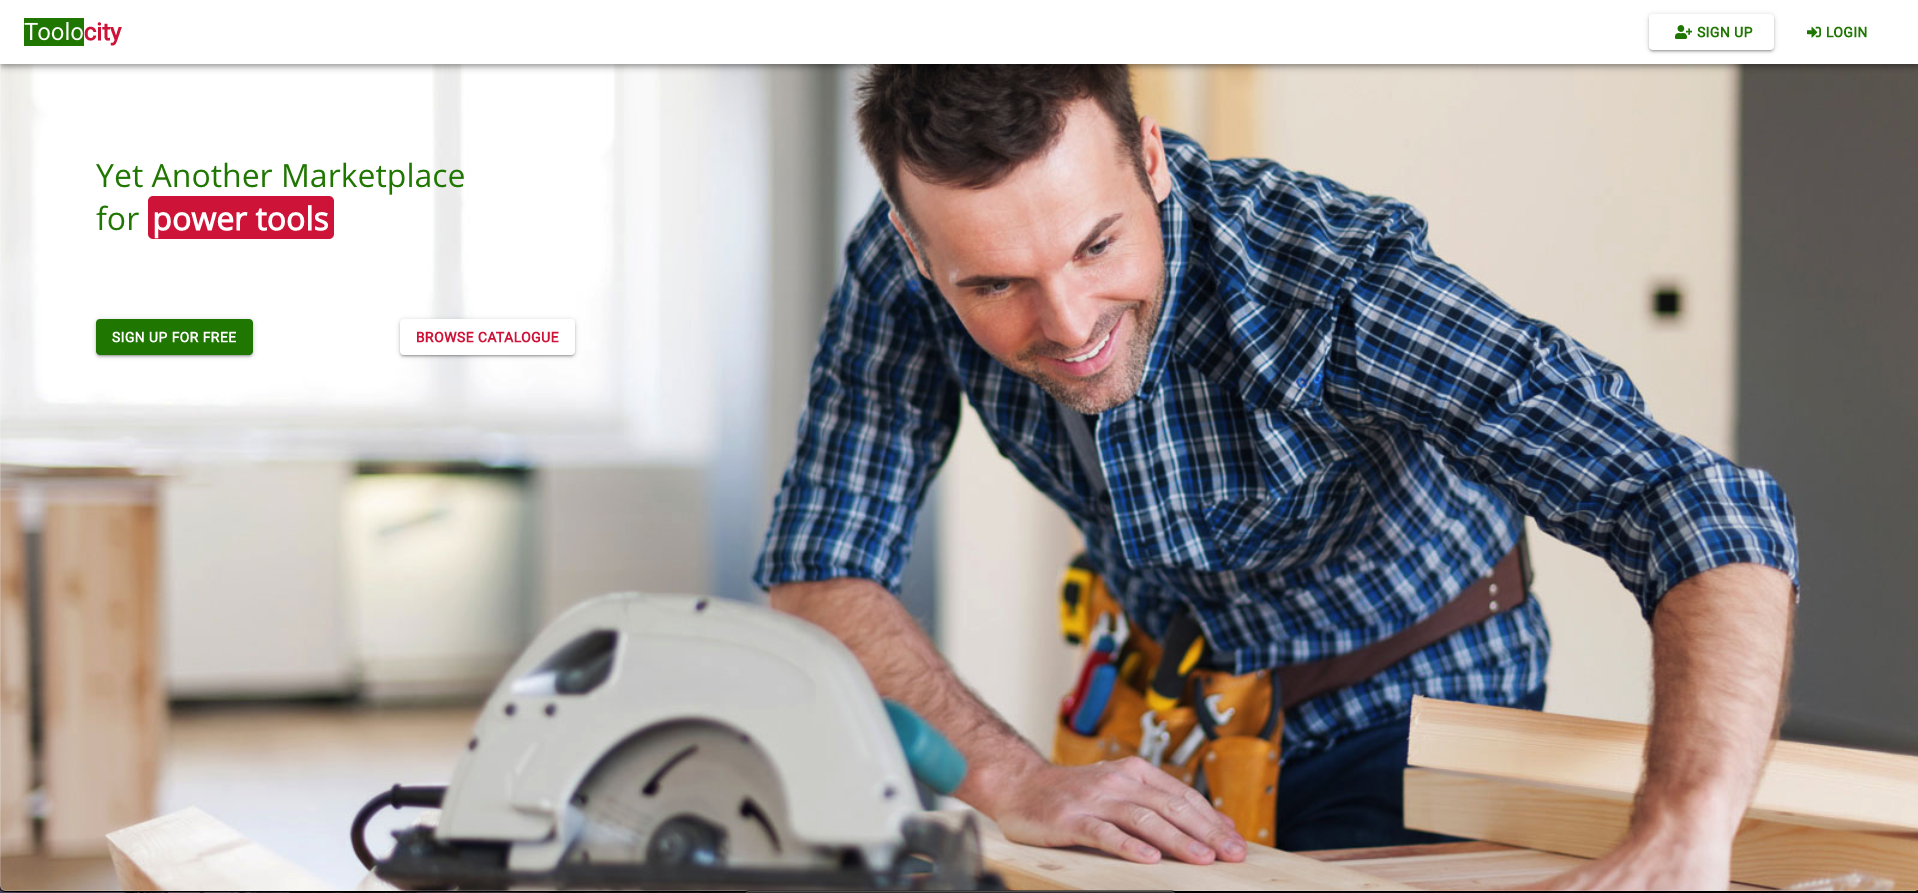 Toolocity
SIGN UP
LOGIN
Yet Another Marketplace
for power tools
SIGN UP FOR FREE
BROWSE CATALOGUE